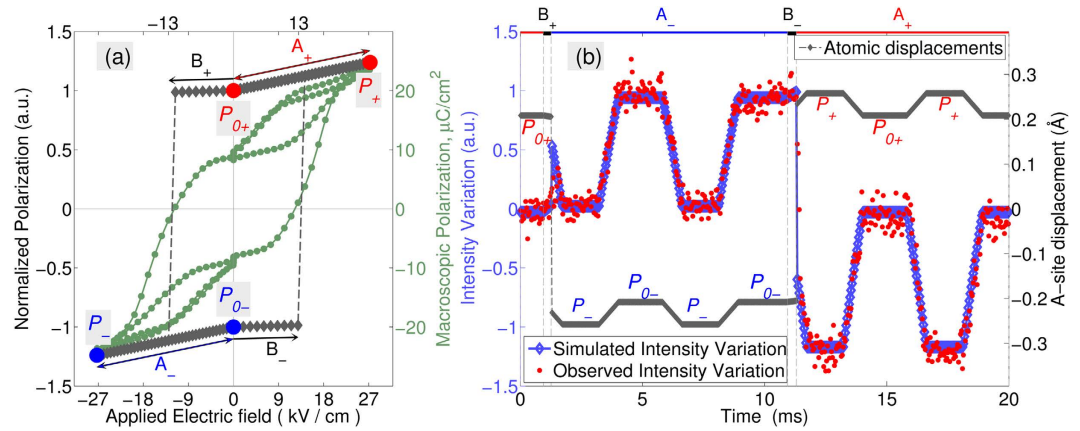 −13 13
(a)
B+ A+
P0+ P+
P− P0−
A− B−
1.5
1
0.5
0
−0.5
−1
−1.5
Normalized Polarization (a.u.)
20
10
0
−10
−20
Macroscopic Polarization, μC/cm²
−27 −18 −9 0 9 18 27
Applied Electric field ( kV / cm )
B+ A− B− A+
(b)
Atomic displacements
P0+ P+ P0+ P+
P− P0− P− P0−
Simulated Intensity Variation
Observed Intensity Variation
1.5
1
0.5
0
−0.5
−1
−1.5
Intensity Variation (a.u.)
0.3
0.2
0.1
0
−0.1
−0.2
−0.3
A−site displacement (Å)
0 5 10 15 20
Time (ms)